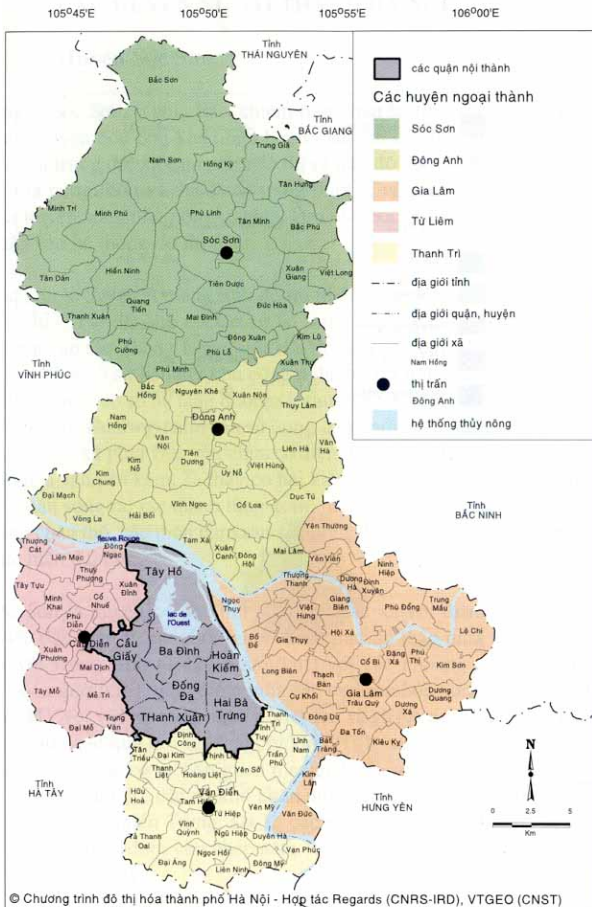 105°45'E
105°50'E
105°55'E
106°00'E
Tỉnh
THÁI NGUYÊN
Tỉnh
BẮC GIANG
các quận nội thành
Các huyện ngoại thành
Sóc Sơn
Đông Anh
Gia Lâm
Từ Liêm
Thanh Trì
địa giới tỉnh
địa giới quận, huyện
địa giới xã
Nam Hồng
thị trấn
Đông Anh
hệ thống thủy nông
Bắc Sơn
Trung Giã
Nam Sơn
Hồng Kỳ
Tân Hưng
Minh Trí
Minh Phú
Phù Linh
Tân Minh
Bắc Phú
Sóc Sơn
Tân Dân
Hiền Ninh
Xuân
Giang
Việt Long
Tiên Dược
Quang
Tiến
Đức Hòa
Thanh Xuân
Mai Đình
Phú
Cường
Đông Xuân
Kim Lũ
Phù Lỗ
Xuân Thu
Phú Minh
Tỉnh
VĨNH PHÚC
Bắc
Hồng
Nguyên Khê
Xuân Nộn
Thụy Lâm
Nam
Hồng
Đông Anh
Vân
Nội
Liên Hà
Vân
Hà
Kim
Nỗ
Tiên
Dương
Uy Nỗ
Việt Hùng
Kim
Chung
Đại Mạch
Dục Tú
Vĩnh Ngọc
Cổ Loa
Võng La
Hải Bối
Tỉnh
BẮC NINH
Yên Thường
fleuve Rouge
Tàm Xá
Xuân
Canh
Đông
Hội
Mai Lâm
Yên Viên
Ninh
Hiệp
Thượng
Cát
Liên Mạc
Đông
Ngạc
Tây Hồ
Dương
Hà
Đình
Xuyên
Thụy
Phương
Tây Tựu
Xuân
Đỉnh
Thượng
Thanh
Ngọc
Thụy
Giang
Biên
Phù Đổng
Trung
Mầu
Minh
Khai
Cổ
Nhuế
lac de
l'Ouest
Việt
Hưng
Lệ Chi
Phú
Diễn
Bồ
Đề
Gia Thụy
Hội Xá
Đặng
Xá
Phú
Thị
Cầu Diễn
Cầu
Giấy
Ba Đình
Hoàn
Kiếm
Kim Sơn
Xuân
Phương
Mai Dịch
Long Biên
Thạch
Bàn
Cổ Bi
Gia Lâm
Trâu Quỳ
Dương
Quang
Tây Mỗ
Mễ Trì
Đống
Đa
Hai Bà
Trưng
Cự Khối
Dương
Xá
Đại Mỗ
Trung
Văn
THanh Xuân
Thanh
Trì
Đông Dư
Đa Tốn
Kiêu Kỵ
Bát
Tràng
Định
Công
Lĩnh
Nam
Tân
Triều
Đại Kim
Thịnh Liệt
Trần
Phú
Kim
Lan
N
Tỉnh
HÀ TÂY
Thanh
Liệt
Hoàng Liệt
Yên Sở
Tỉnh
HƯNG YÊN
Hữu
Hoà
Văn Điển
Tam Hiệp
Tứ Hiệp
Yên Mỹ
Văn Đức
0
2.5
5
Km
Vĩnh
Quỳnh
Ngũ Hiệp
Duyên Hà
Vạn Phúc
Tả Thanh
Oai
Ngọc Hồi
Đông Mỹ
Đại Áng
Liên Ninh
© Chương trình đô thị hóa thành phố Hà Nội - Hợp tác Regards (CNRS-IRD), VTGEO (CNST)